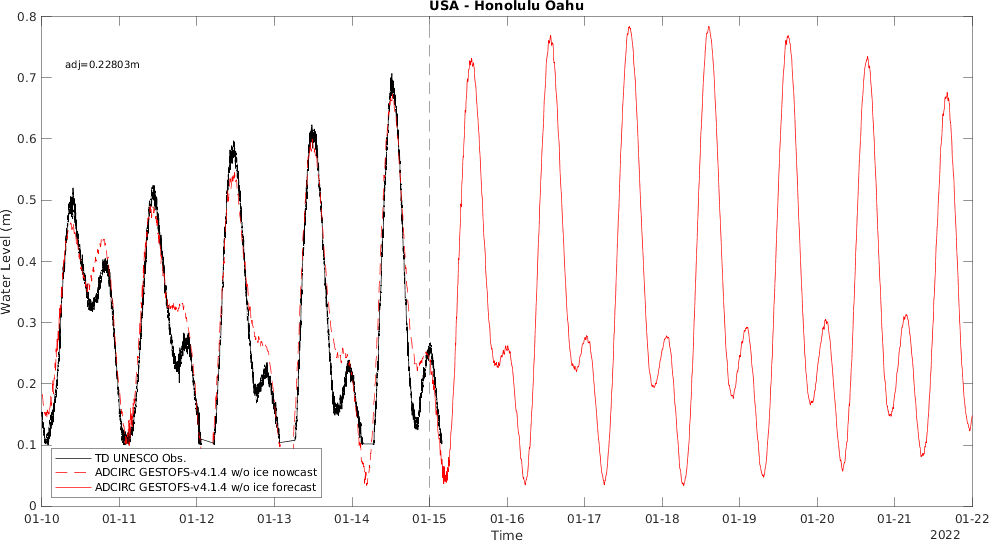 USA - Honolulu Oahu
adj=0.22803m
0.8
0.7
0.6
0.5
0.4
0.3
0.2
0.1
0
Water Level (m)
TD UNESCO Obs.
ADCIRC GESTOFS-v4.1.4 w/o ice nowcast
ADCIRC GESTOFS-v4.1.4 w/o ice forecast
01-10 01-11 01-12 01-13 01-14 01-15 01-16 01-17 01-18 01-19 01-20 01-21 01-22
Time
2022